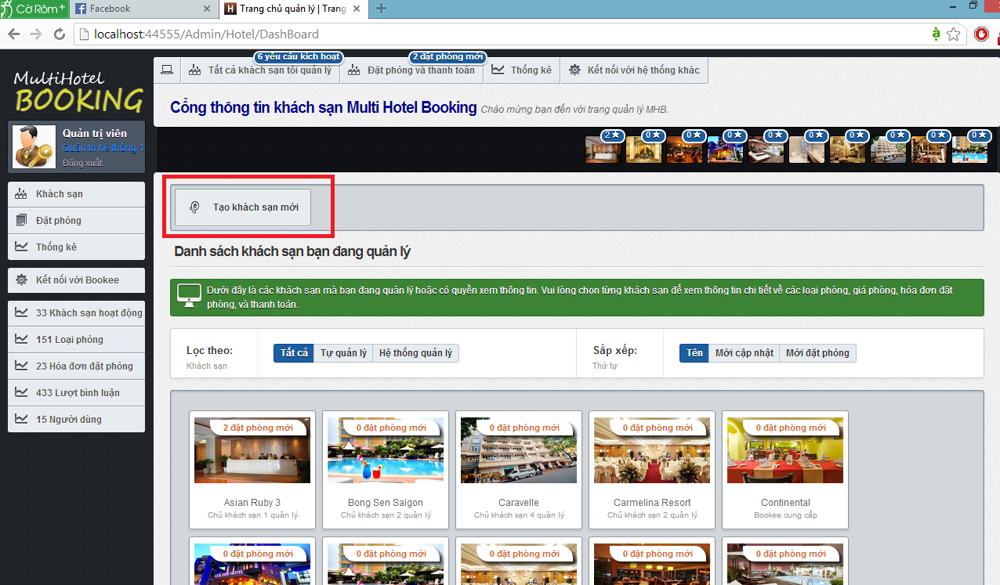 Cờ Rôm+
Facebook
Trang chủ quản lý | Trang
localhost:44555/Admin/Hotel/DashBoard
MultiHotel
BOOKING
Quản trị viên
Quản trị hệ thống 1
Đăng xuất
Khách sạn
Đặt phòng
Thống kê
Kết nối với Bookee
33 Khách sạn hoạt động
151 Loại phòng
23 Hóa đơn đặt phòng
433 Lượt bình luận
15 Người dùng
6 yêu cầu kích hoạt
2 đặt phòng mới
Tất cả khách sạn tôi quản lý
Đặt phòng và thanh toán
Thống kê
Kết nối với hệ thống khác
Cổng thông tin khách sạn Multi Hotel Booking Chào mừng bạn đến với trang quản lý MHB.
2 ★ 0 ★ 0 ★ 0 ★ 0 ★ 0 ★ 0 ★ 0 ★ 0 ★ 0 ★
Tạo khách sạn mới
Danh sách khách sạn bạn đang quản lý
Dưới đây là các khách sạn mà bạn đang quản lý hoặc có quyền xem thông tin. Vui lòng chọn từng khách sạn để xem thông tin chi tiết về các loại phòng, giá phòng, hóa đơn đặt
phòng, và thanh toán.
Lọc theo:
Khách sạn
Tất cả Tự quản lý Hệ thống quản lý
Sắp xếp:
Thứ tự
Tên Mới cập nhật Mới đặt phòng
2 đặt phòng mới
Asian Ruby 3
Chủ khách sạn 1 quản lý
0 đặt phòng mới
Bong Sen Saigon
Chủ khách sạn 2 quản lý
0 đặt phòng mới
Caravelle
Chủ khách sạn 4 quản lý
0 đặt phòng mới
Carmelina Resort
Chủ khách sạn 2 quản lý
0 đặt phòng mới
Continental
Bookee cung cấp
0 đặt phòng mới
GOLDEN HOTEL
0 đặt phòng mới
0 đặt phòng mới
0 đặt phòng mới
0 đặt phòng mới